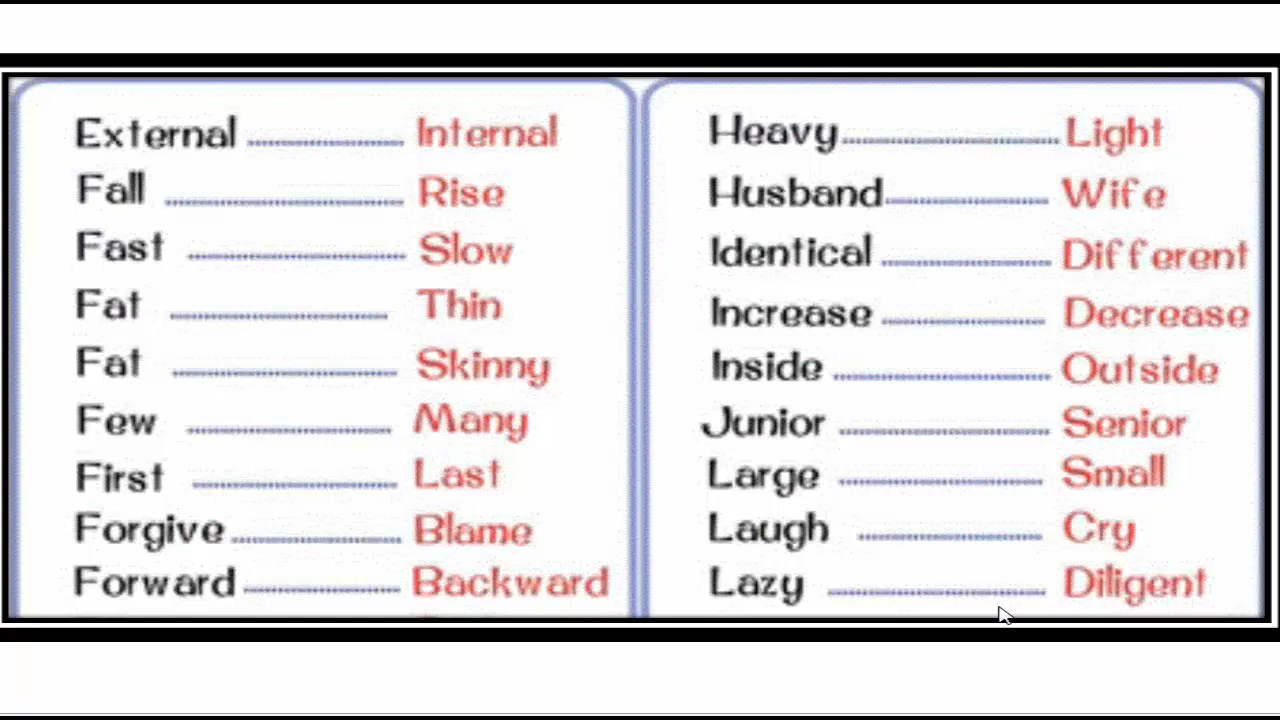 External .......... Internal
Fall .......... Rise
Fast .......... Slow
Fat .......... Thin
Fat .......... Skinny
Few .......... Many
First .......... Last
Forgive .......... Blame
Forward .......... Backward
Heavy .......... Light
Husband .......... Wife
Identical .......... Different
Increase .......... Decrease
Inside .......... Outside
Junior .......... Senior
Large .......... Small
Laugh .......... Cry
Lazy .......... Diligent